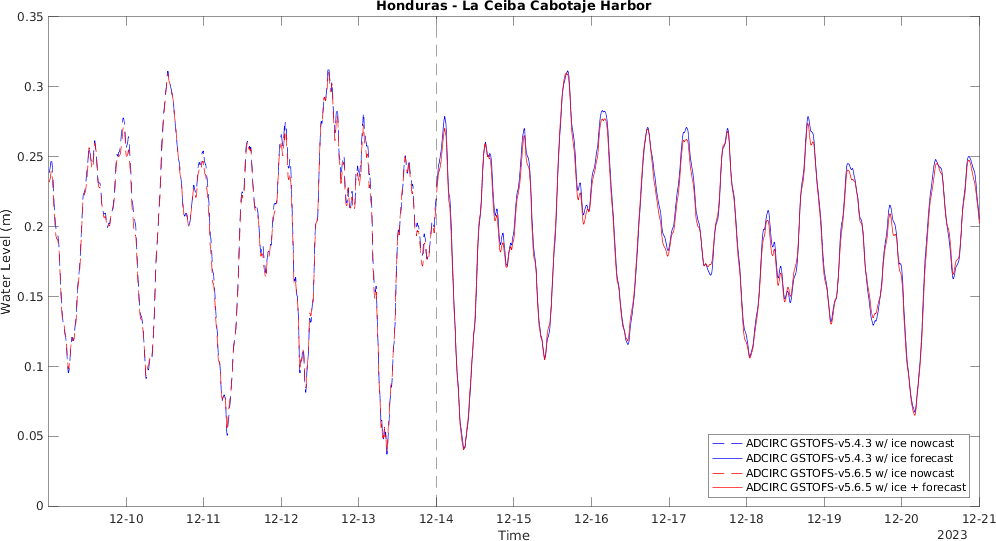 Honduras - La Ceiba Cabotaje Harbor
0.35
0.3
0.25
0.2
0.15
0.1
0.05
0
Water Level (m)
12-10 12-11 12-12 12-13 12-14 12-15 12-16 12-17 12-18 12-19 12-20 12-21
Time
2023
ADCIRC GSTOFS-v5.4.3 w/ ice nowcast
ADCIRC GSTOFS-v5.4.3 w/ ice forecast
ADCIRC GSTOFS-v5.6.5 w/ ice nowcast
ADCIRC GSTOFS-v5.6.5 w/ ice + forecast